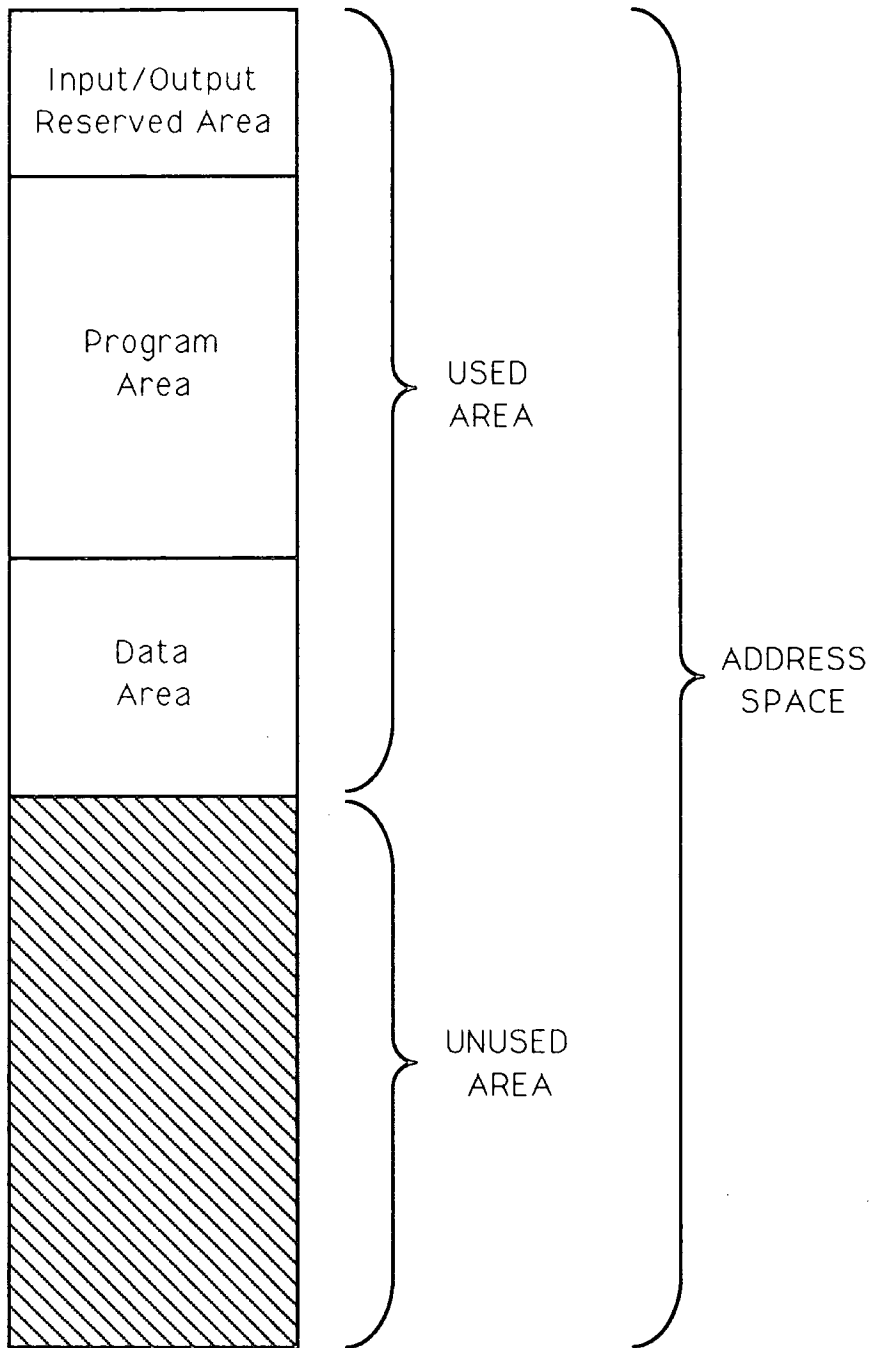 Input/Output
Reserved Area
Program
Area
USED
AREA
Data
Area
ADDRESS
SPACE
UNUSED
AREA